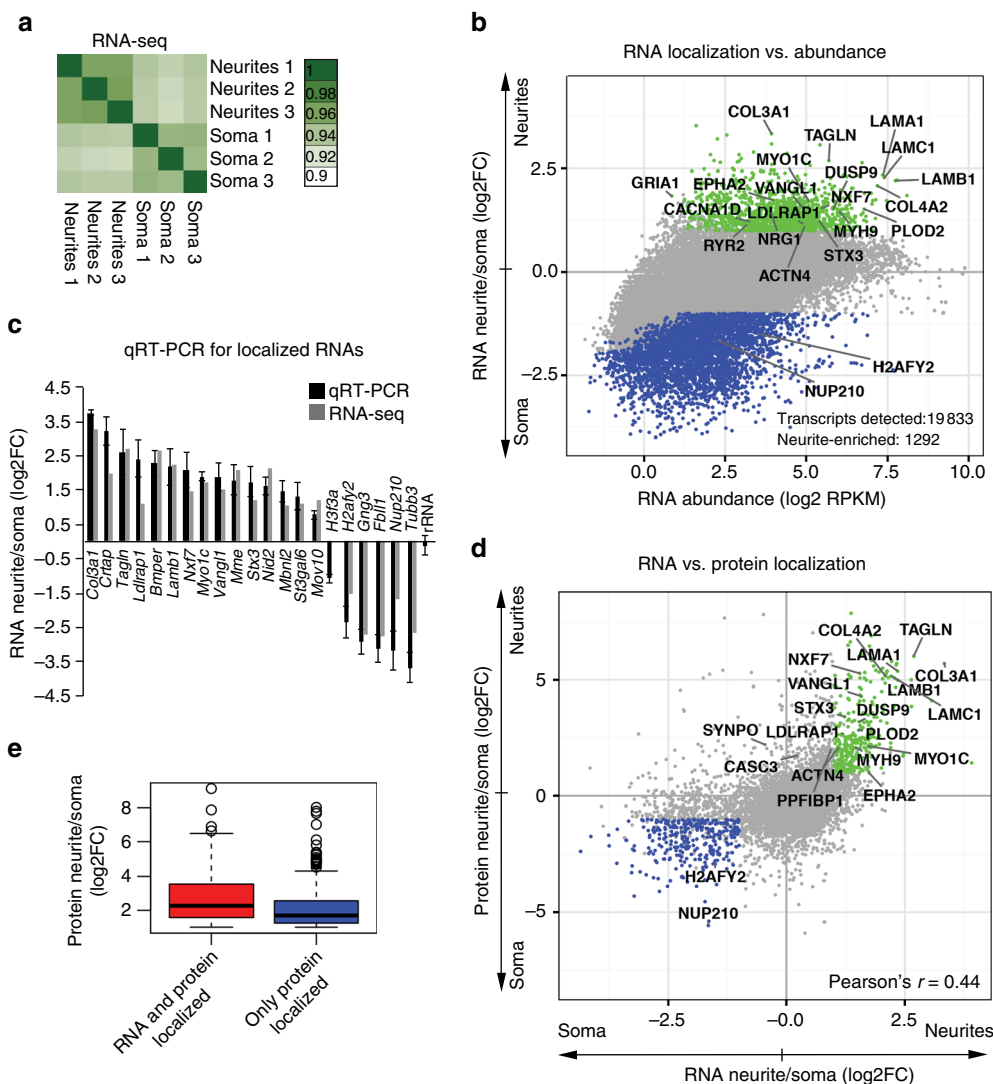 a
RNA-seq
Neurites 1
Neurites 2
Neurites 3
Soma 1
Soma 2
Soma 3
1
0.98
0.96
0.94
0.92
0.9
Neurites 1
Neurites 2
Neurites 3
Soma 1
Soma 2
Soma 3
b
RNA localization vs. abundance
RNA neurite/soma (log2FC)
Neurites
Soma
2.5
0.0
−2.5
COL3A1
TAGLN
LAMA1
LAMC1
MYO1C
DUSP9
LAMB1
GRIA1
EPHA2
VANGL1
NXF7
COL4A2
CACNA1D
LDLRAP1
MYH9
PLOD2
RYR2
NRG1
STX3
ACTN4
H2AFY2
NUP210
Transcripts detected:19 833
Neurite-enriched: 1292
0.0
2.5
5.0
7.5
10.0
RNA abundance (log2 RPKM)
c
qRT-PCR for localized RNAs
RNA neurite/soma (log2FC)
4.5
3.5
2.5
1.5
0.5
−0.5
−1.5
−2.5
−3.5
−4.5
qRT-PCR
RNA-seq
Col3a1
Crtap
Tagln
Ldlrap1
Bmper
Lamb1
Nxf7
Myo1c
Vangl1
Mme
Stx3
Nid2
Mbnl2
St3gal6
Mov10
H3f3a
H2afy2
Gng3
Fbll1
Nup210
Tubb3
rRNA
d
RNA vs. protein localization
Protein neurite/soma (log2FC)
Neurites
Soma
5
0
−5
COL4A2
TAGLN
NXF7
LAMA1
COL3A1
VANGL1
LAMB1
STX3
DUSP9
LAMC1
SYNPO
LDLRAP1
PLOD2
CASC3
MYH9
MYO1C
ACTN4
PPFIBP1
EPHA2
H2AFY2
NUP210
Pearson's r = 0.44
Soma
−2.5
−0.0
2.5
Neurites
RNA neurite/soma (log2FC)
e
Protein neurite/soma
(log2FC)
8
6
4
2
RNA and protein
localized
Only protein
localized